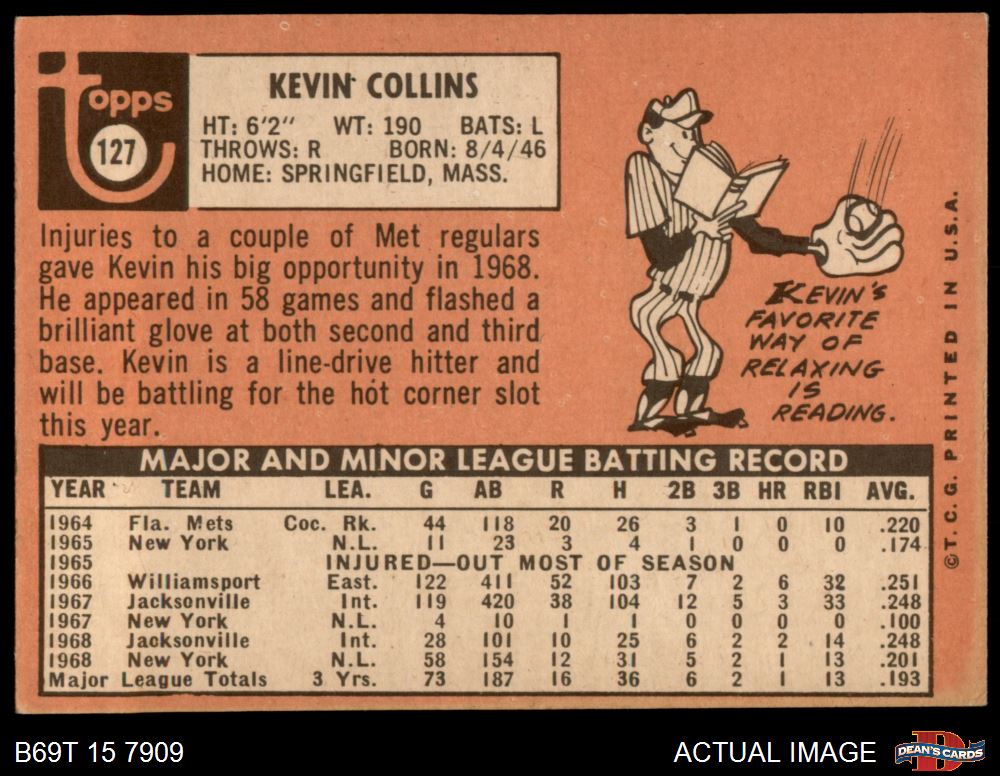 topps
127
KEVIN COLLINS
HT: 6'2" WT: 190 BATS: L
THROWS: R BORN: 8/4/46
HOME: SPRINGFIELD, MASS.
Injuries to a couple of Met regulars
gave Kevin his big opportunity in 1968.
He appeared in 58 games and flashed a
brilliant glove at both second and third
base. Kevin is a line-drive hitter and
will be battling for the hot corner slot
this year.
KEVIN'S
FAVORITE
WAY OF
RELAXING
IS
READING.
©T. C. G. PRINTED IN U.S.A.
MAJOR AND MINOR LEAGUE BATTING RECORD
YEAR TEAM LEA. G AB R H 2B 3B HR RBI AVG.
1964 Fla. Mets Coc. Rk. 44 118 20 26 3 1 0 10 .220
1965 New York N.L. 11 23 3 4 1 0 0 0 .174
1965 INJURED—OUT MOST OF SEASON
1966 Williamsport East. 122 411 52 103 7 2 6 32 .251
1967 Jacksonville Int. 119 420 38 104 12 5 3 33 .248
1967 New York N.L. 4 10 1 1 0 0 0 0 .100
1968 Jacksonville Int. 28 101 10 25 6 2 2 14 .248
1968 New York N.L. 58 154 12 31 5 2 1 13 .201
Major League Totals 3 Yrs. 73 187 16 36 6 2 1 13 .193
B69T 15 7909
ACTUAL IMAGE
D
DEAN'S CARDS